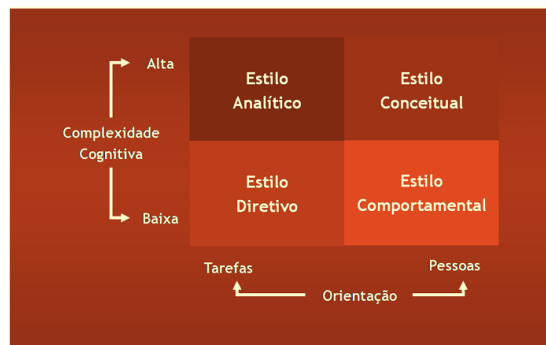 Alta
Estilo
Analítico
Estilo
Conceitual
Complexidade
Cognitiva
Baixa
Estilo
Diretivo
Estilo
Comportamental
Tarefas
Pessoas
Orientação